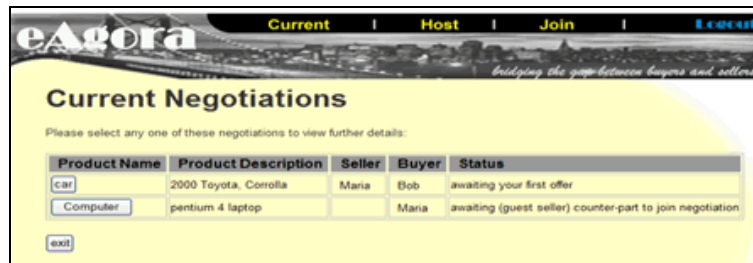 eAgora
Current | Host | Join | Logout
bridging the gap between buyers and sellers
Current Negotiations
Please select any one of these negotiations to view further details:
Product Name Product Description Seller Buyer Status
car 2000 Toyota, Corrolla Maria Bob awaiting your first offer
Computer pentium 4 laptop Maria awaiting (guest seller) counter-part to join negotiation
exit